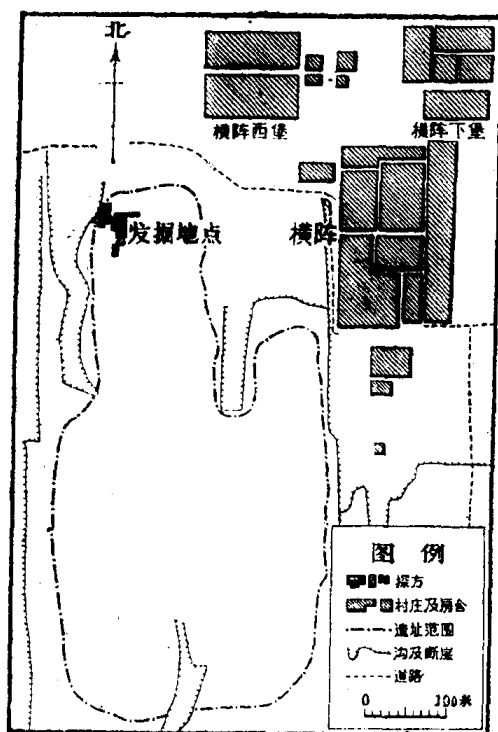 北
横阵西堡
横阵下堡
发掘地点
横阵
图例
探方
村庄及房舍
遗址范围
沟及断崖
道路
0 100米